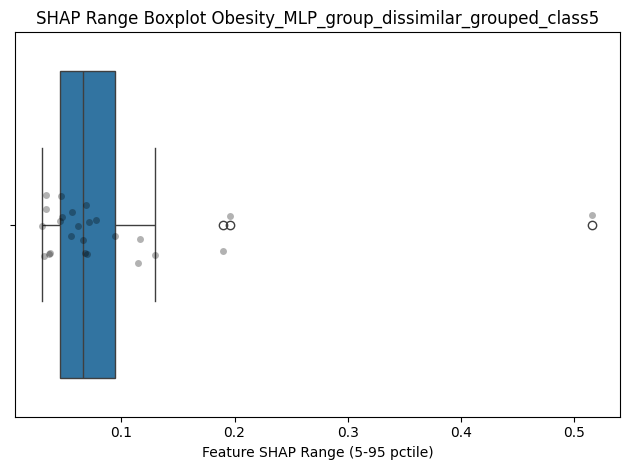 SHAP Range Boxplot Obesity_MLP_group_dissimilar_grouped_class5
0.1 0.2 0.3 0.4 0.5
Feature SHAP Range (5-95 pctile)